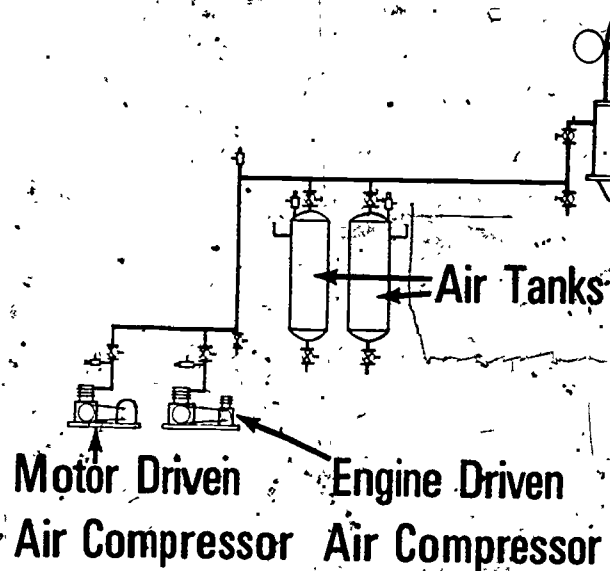 Air Tanks
Motor Driven
Air Compressor
Engine Driven
Air Compressor